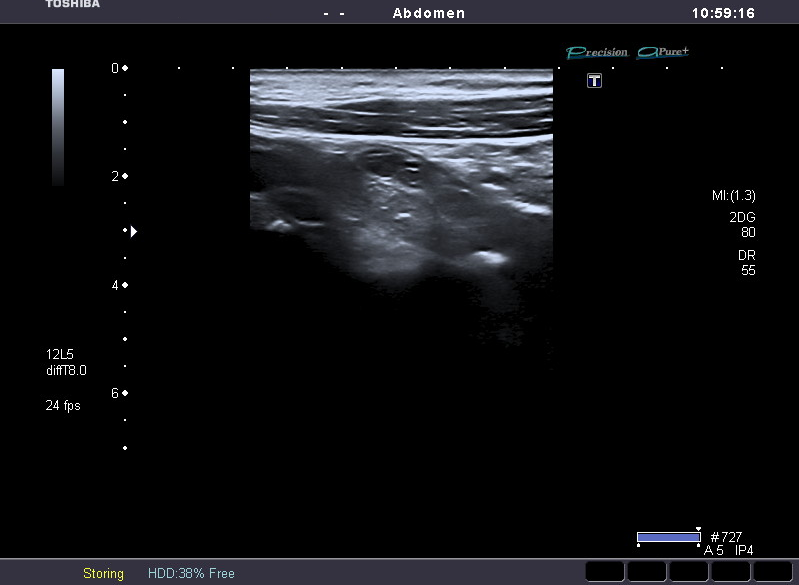 TOSHIBA
- - Abdomen 10:59:16
Precision APure+
T
0
2
4
6
MI:(1.3)
2DG
80
DR
55
12L5
diffT8.0
24 fps
#727
A 5 IP4
Storing HDD:38% Free